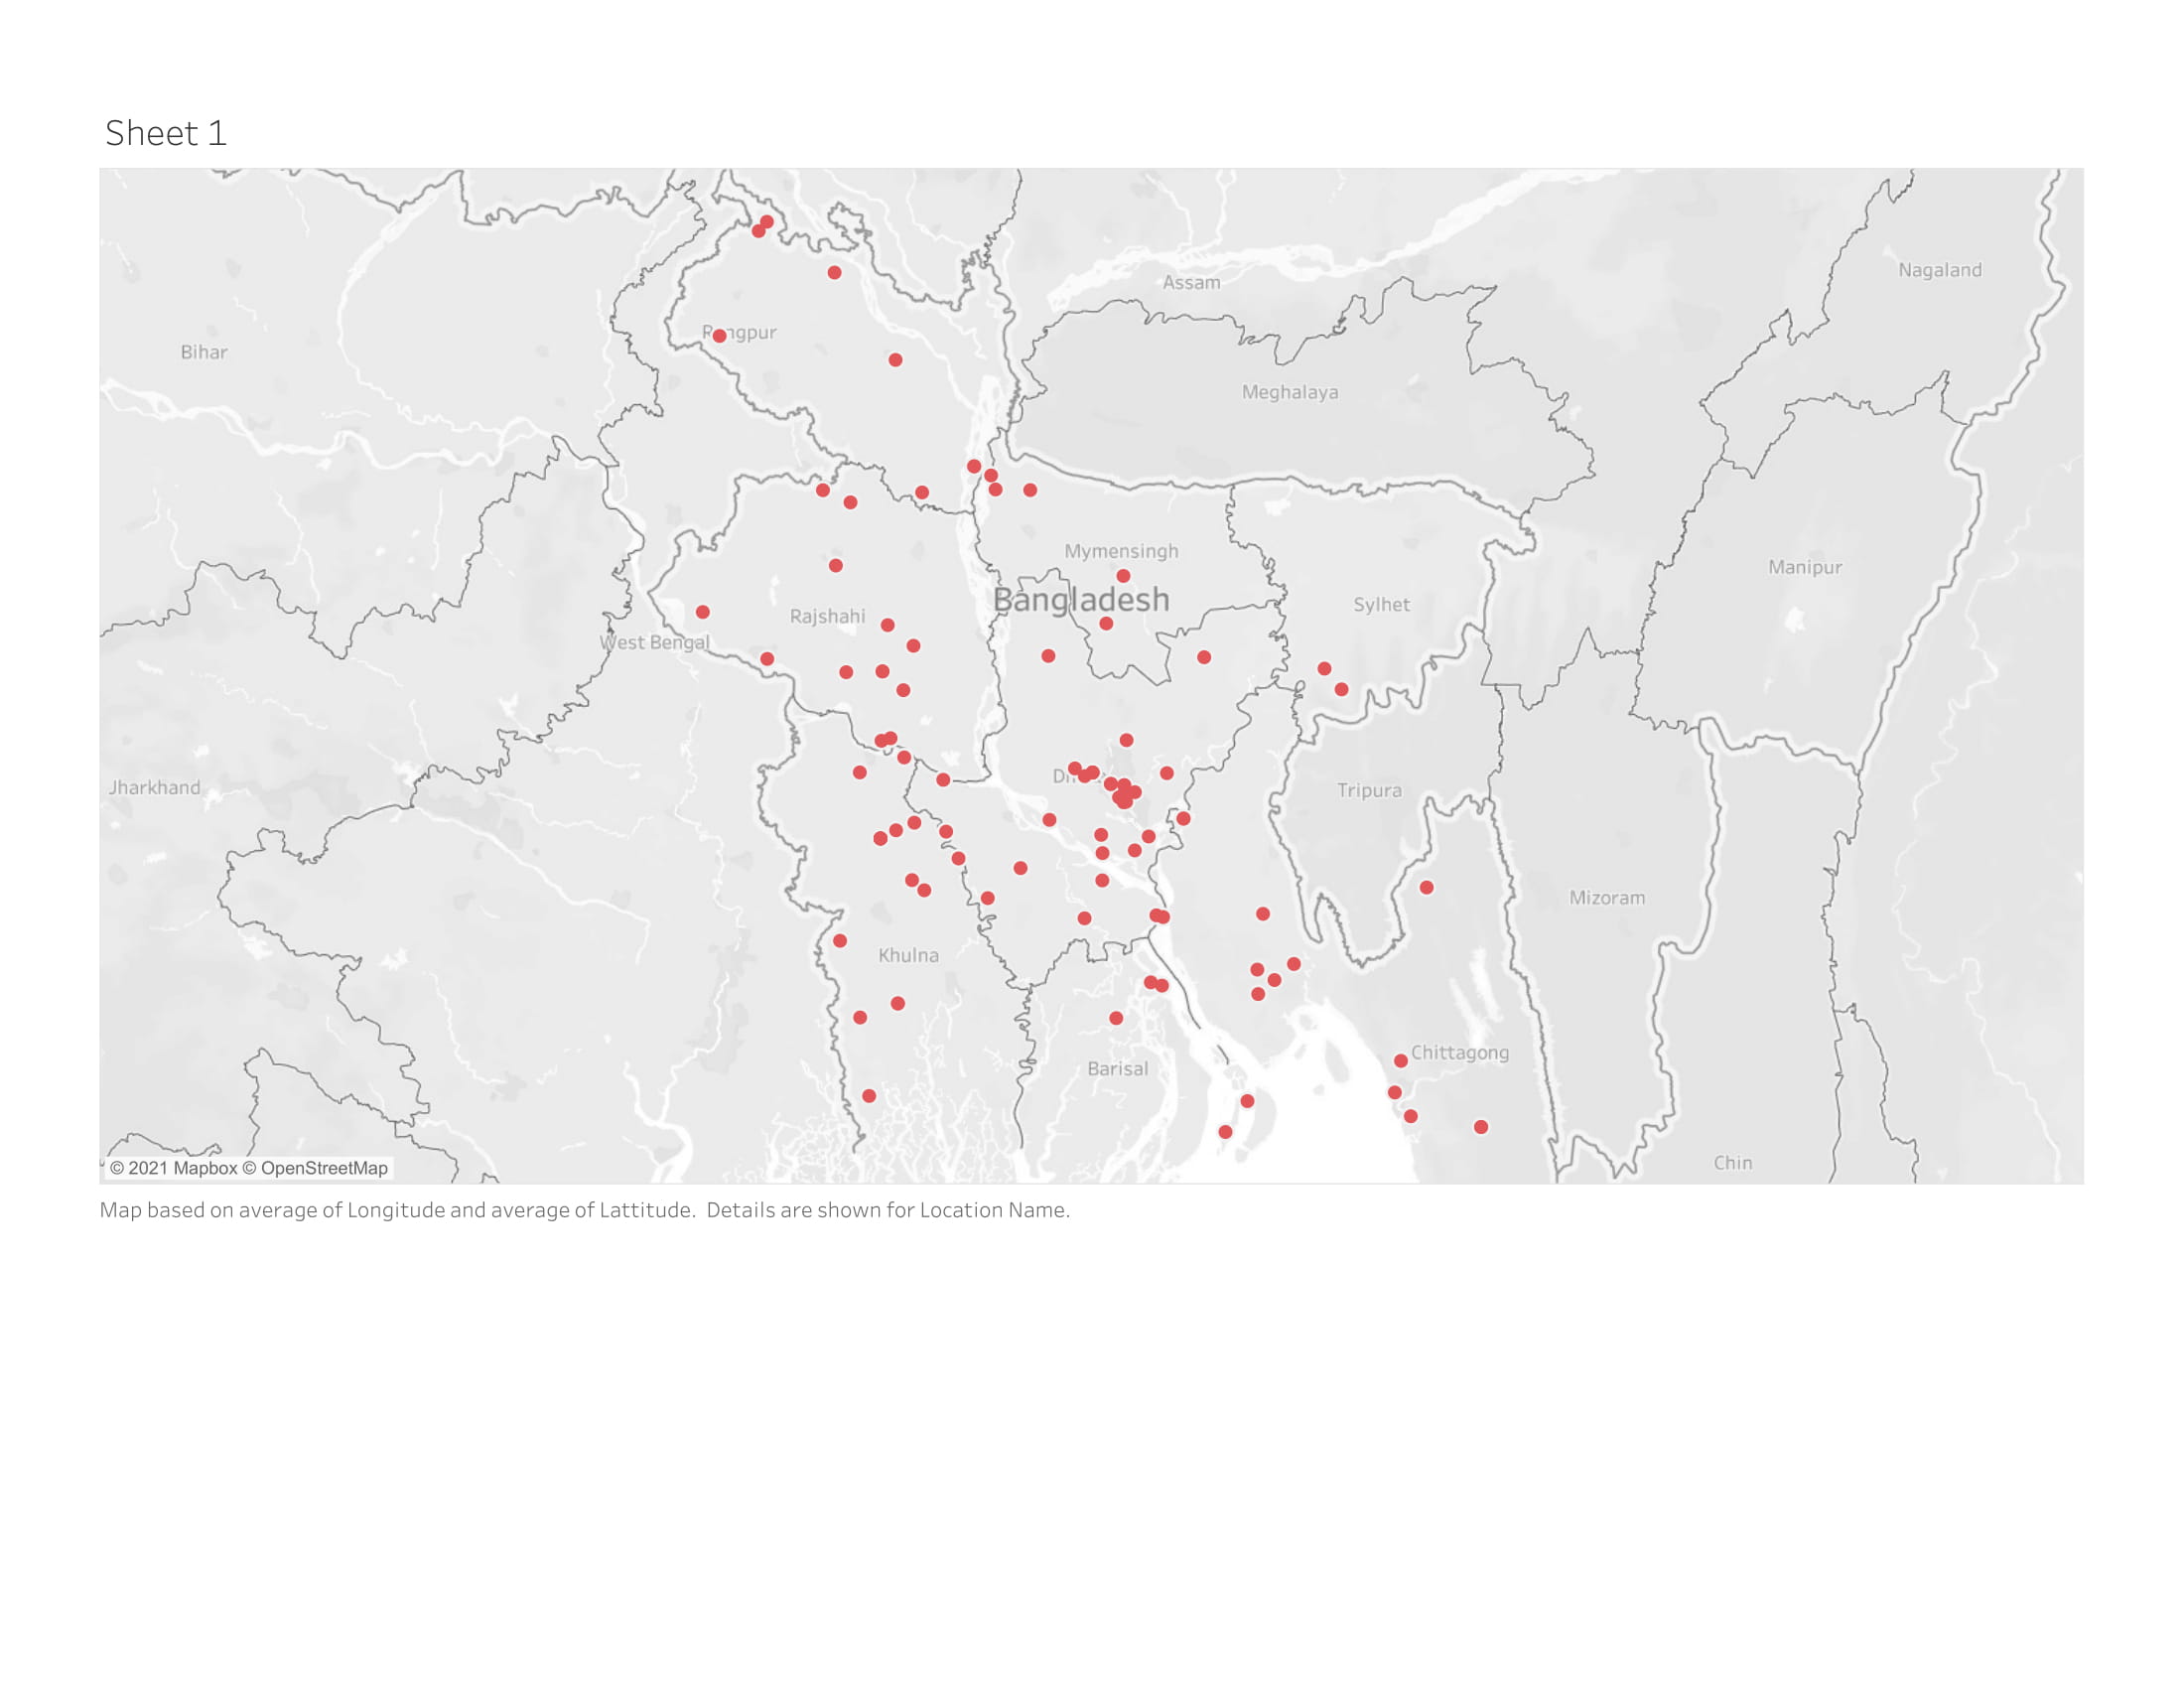 Sheet 1
Assam
Nagaland
Rangpur
Bihar
Meghalaya
Mymensingh
Manipur
Bangladesh
Sylhet
Rajshahi
West Bengal
Jharkhand
Tripura
Mizoram
Khulna
Chittagong
Barisal
Chin
© 2021 Mapbox © OpenStreetMap
Map based on average of Longitude and average of Lattitude.  Details are shown for Location Name.